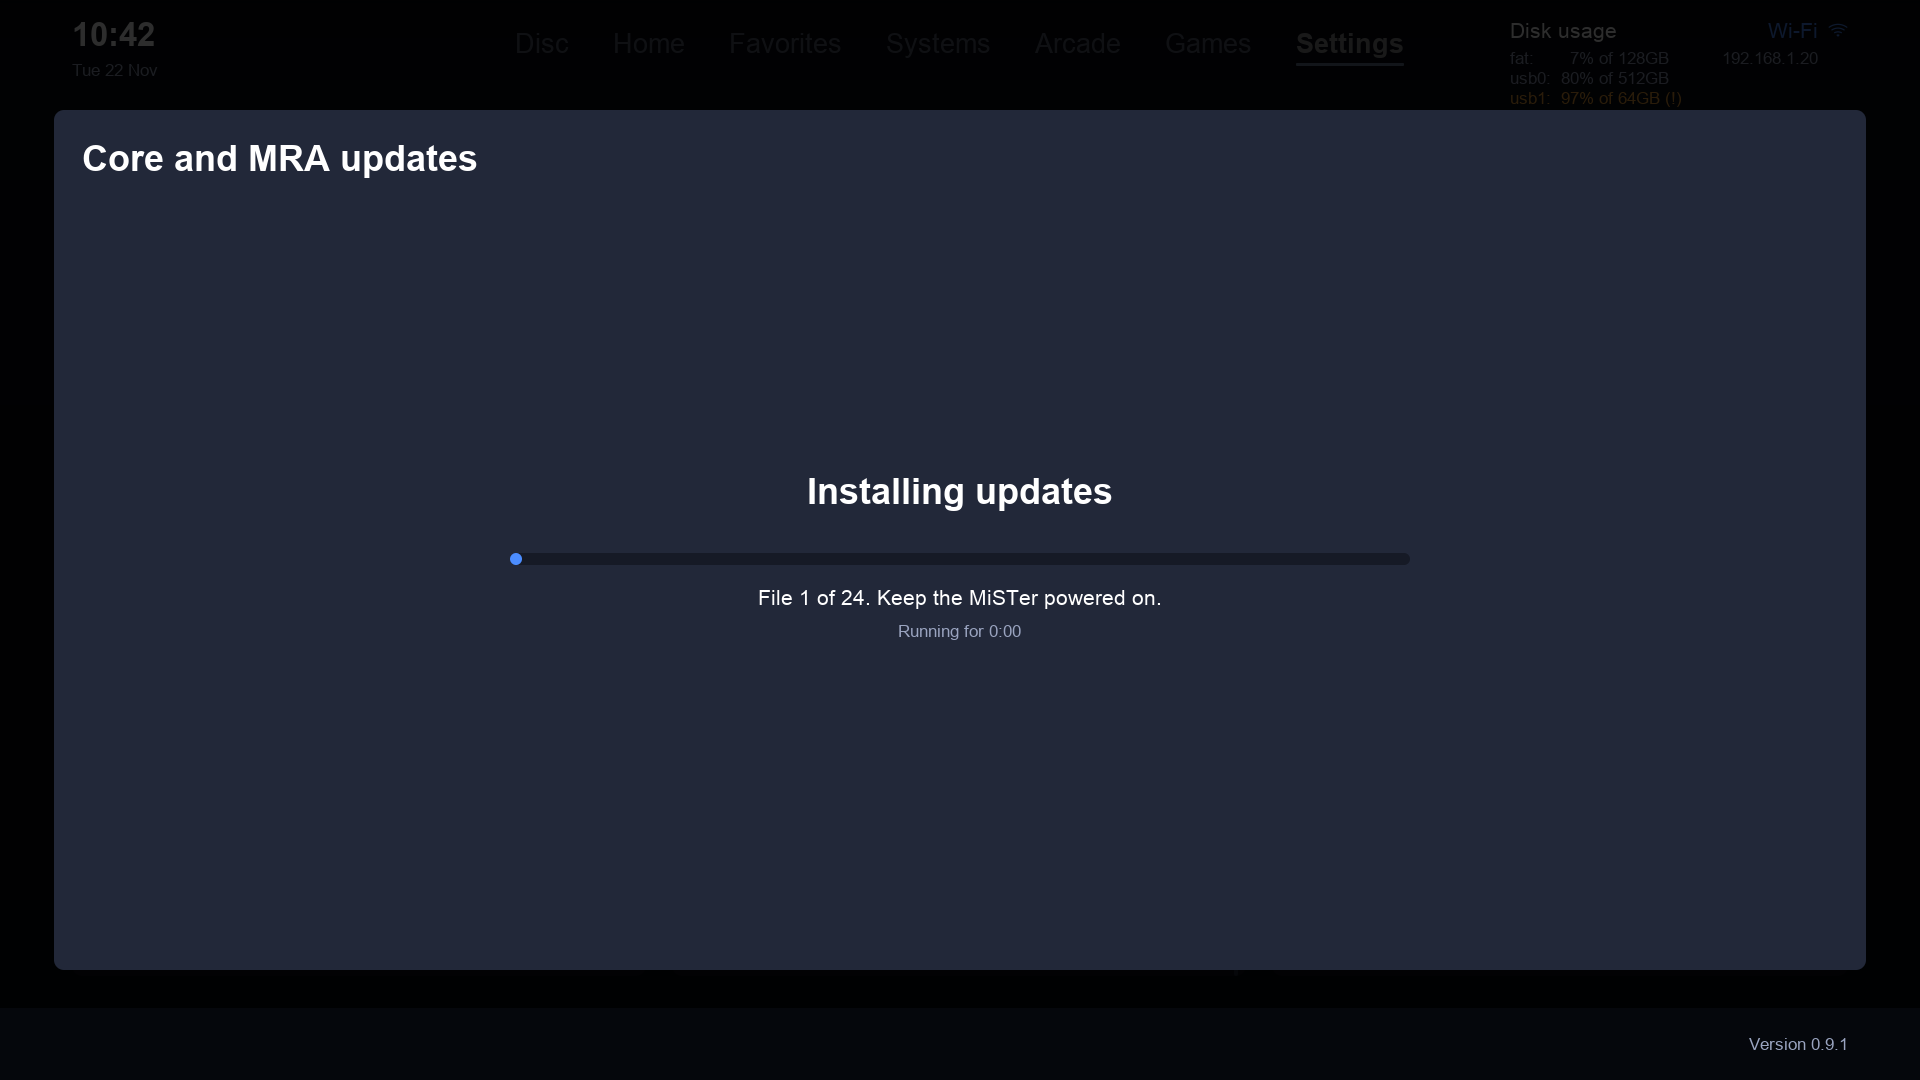 10:42
Tue 22 Nov
Disc Home Favorites Systems Arcade Games Settings
Disk usage
fat: 7% of 128GB
usb0: 80% of 512GB
usb1: 97% of 64GB (!)
Wi-Fi
192.168.1.20
Core and MRA updates
Installing updates
File 1 of 24. Keep the MiSTer powered on.
Running for 0:00
Version 0.9.1